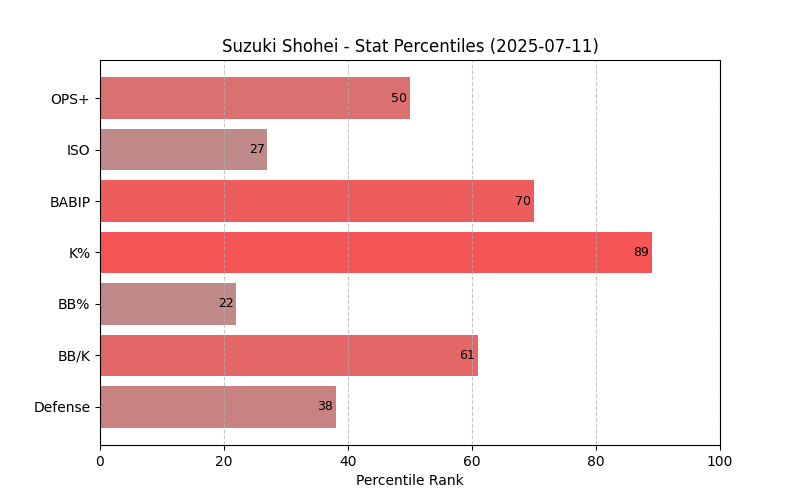 Suzuki Shohei - Stat Percentiles (2025-07-11)
OPS+ 50
ISO 27
BABIP 70
K% 89
BB% 22
BB/K 61
Defense 38
0 20 40 60 80 100
Percentile Rank